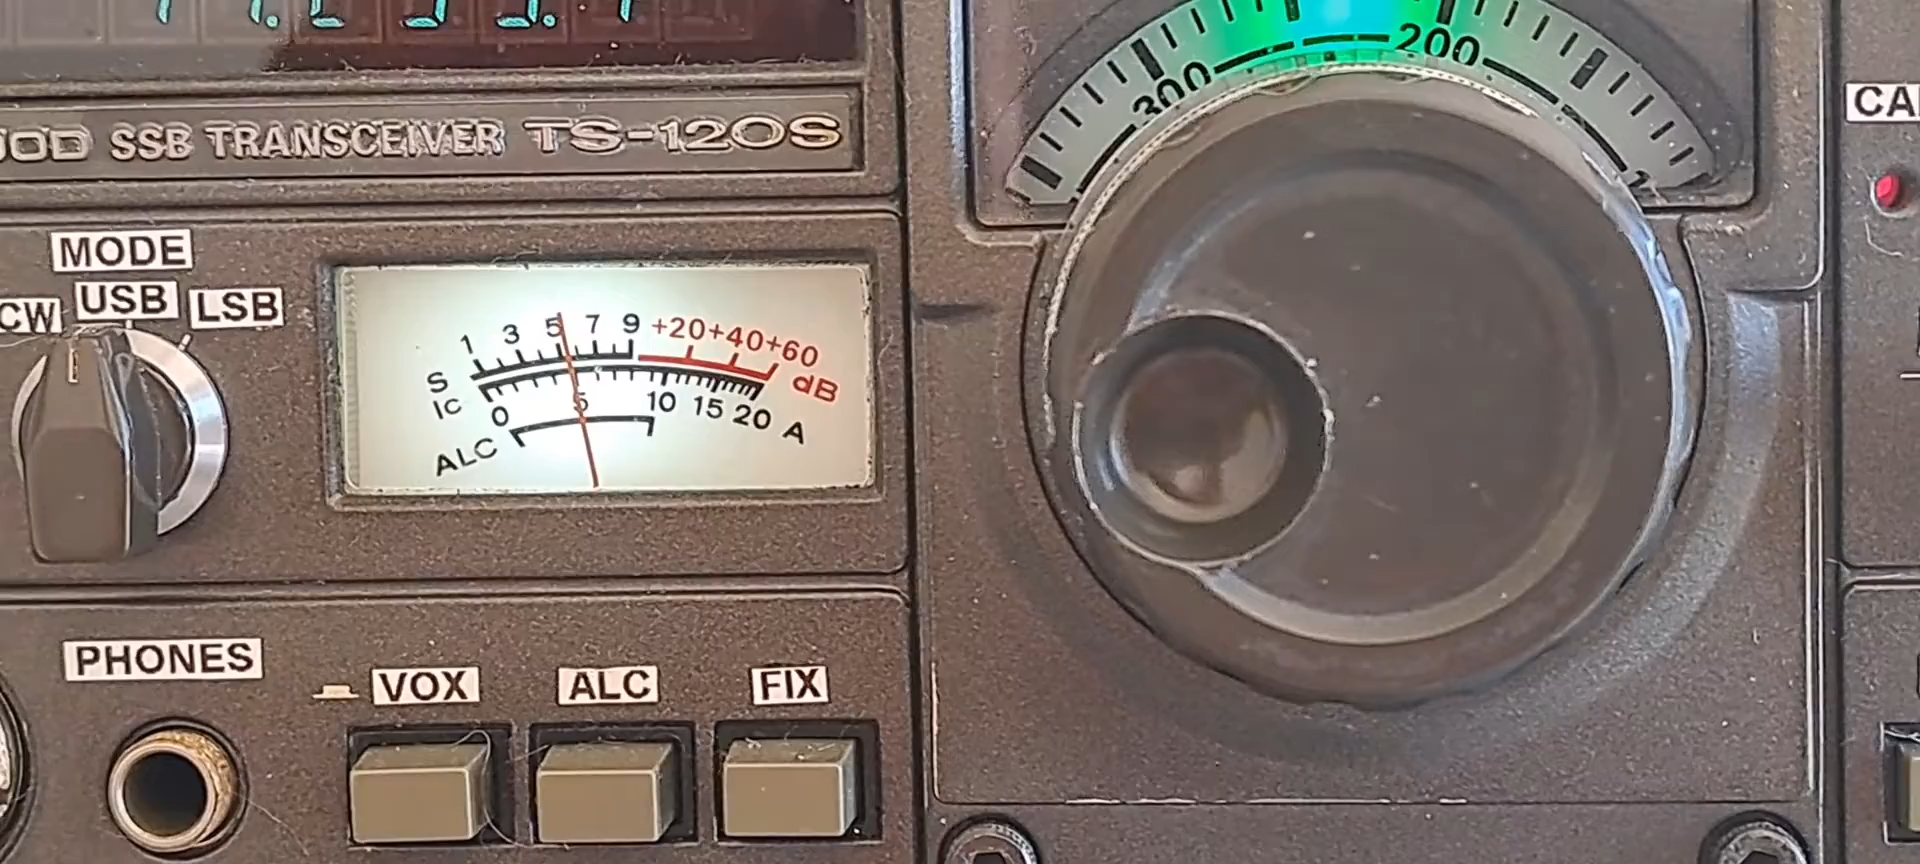 200
300
SSB TRANSCEIVER TS-120S
MODE
CW USB LSB
1 3 5 7 9 +20+40+60
S dB
Ic 0 5 10 15 20 A
ALC
PHONES
VOX ALC FIX